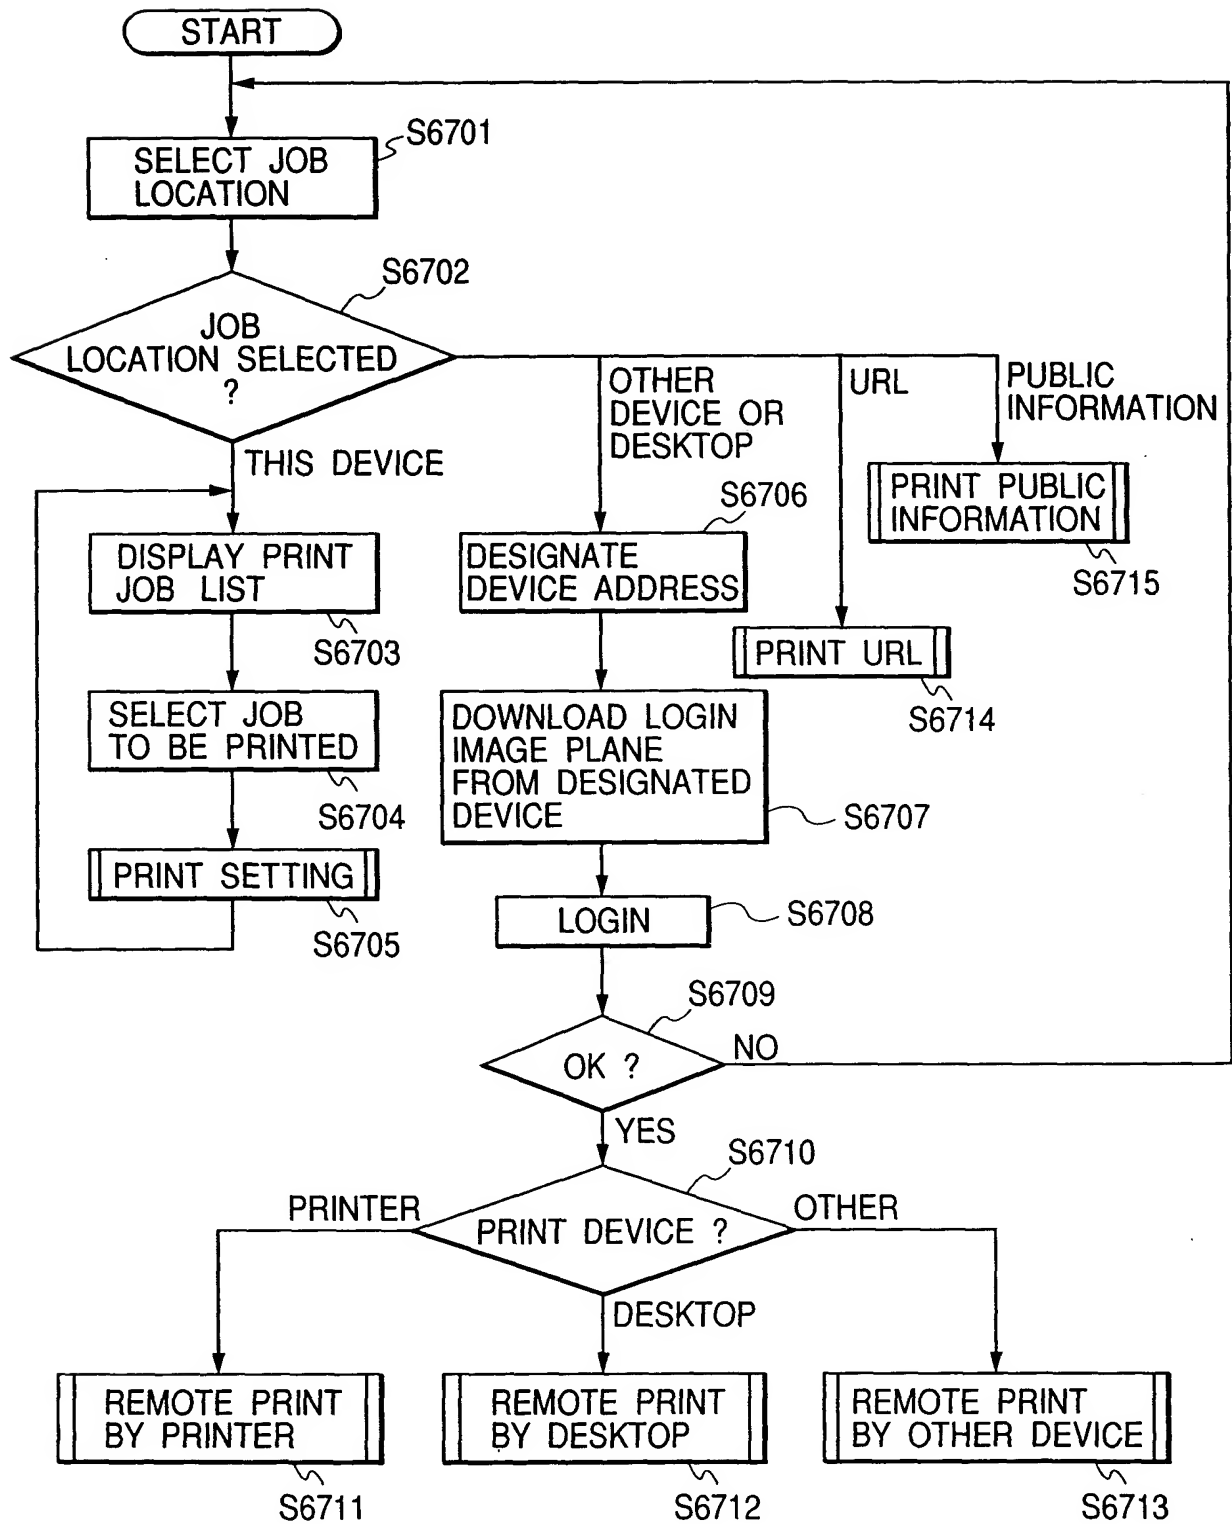 START
S6701
SELECT JOB
LOCATION
S6702
JOB
LOCATION SELECTED
?
THIS DEVICE
OTHER
DEVICE OR
DESKTOP
URL
PUBLIC
INFORMATION
PRINT PUBLIC
INFORMATION
S6715
S6706
DISPLAY PRINT
JOB LIST
S6703
DESIGNATE
DEVICE ADDRESS
PRINT URL
S6714
SELECT JOB
TO BE PRINTED
S6704
DOWNLOAD LOGIN
IMAGE PLANE
FROM DESIGNATED
DEVICE
S6707
PRINT SETTING
S6705
LOGIN
S6708
S6709
OK ?
NO
YES
S6710
PRINT DEVICE ?
PRINTER
OTHER
DESKTOP
REMOTE PRINT
BY PRINTER
S6711
REMOTE PRINT
BY DESKTOP
S6712
REMOTE PRINT
BY OTHER DEVICE
S6713